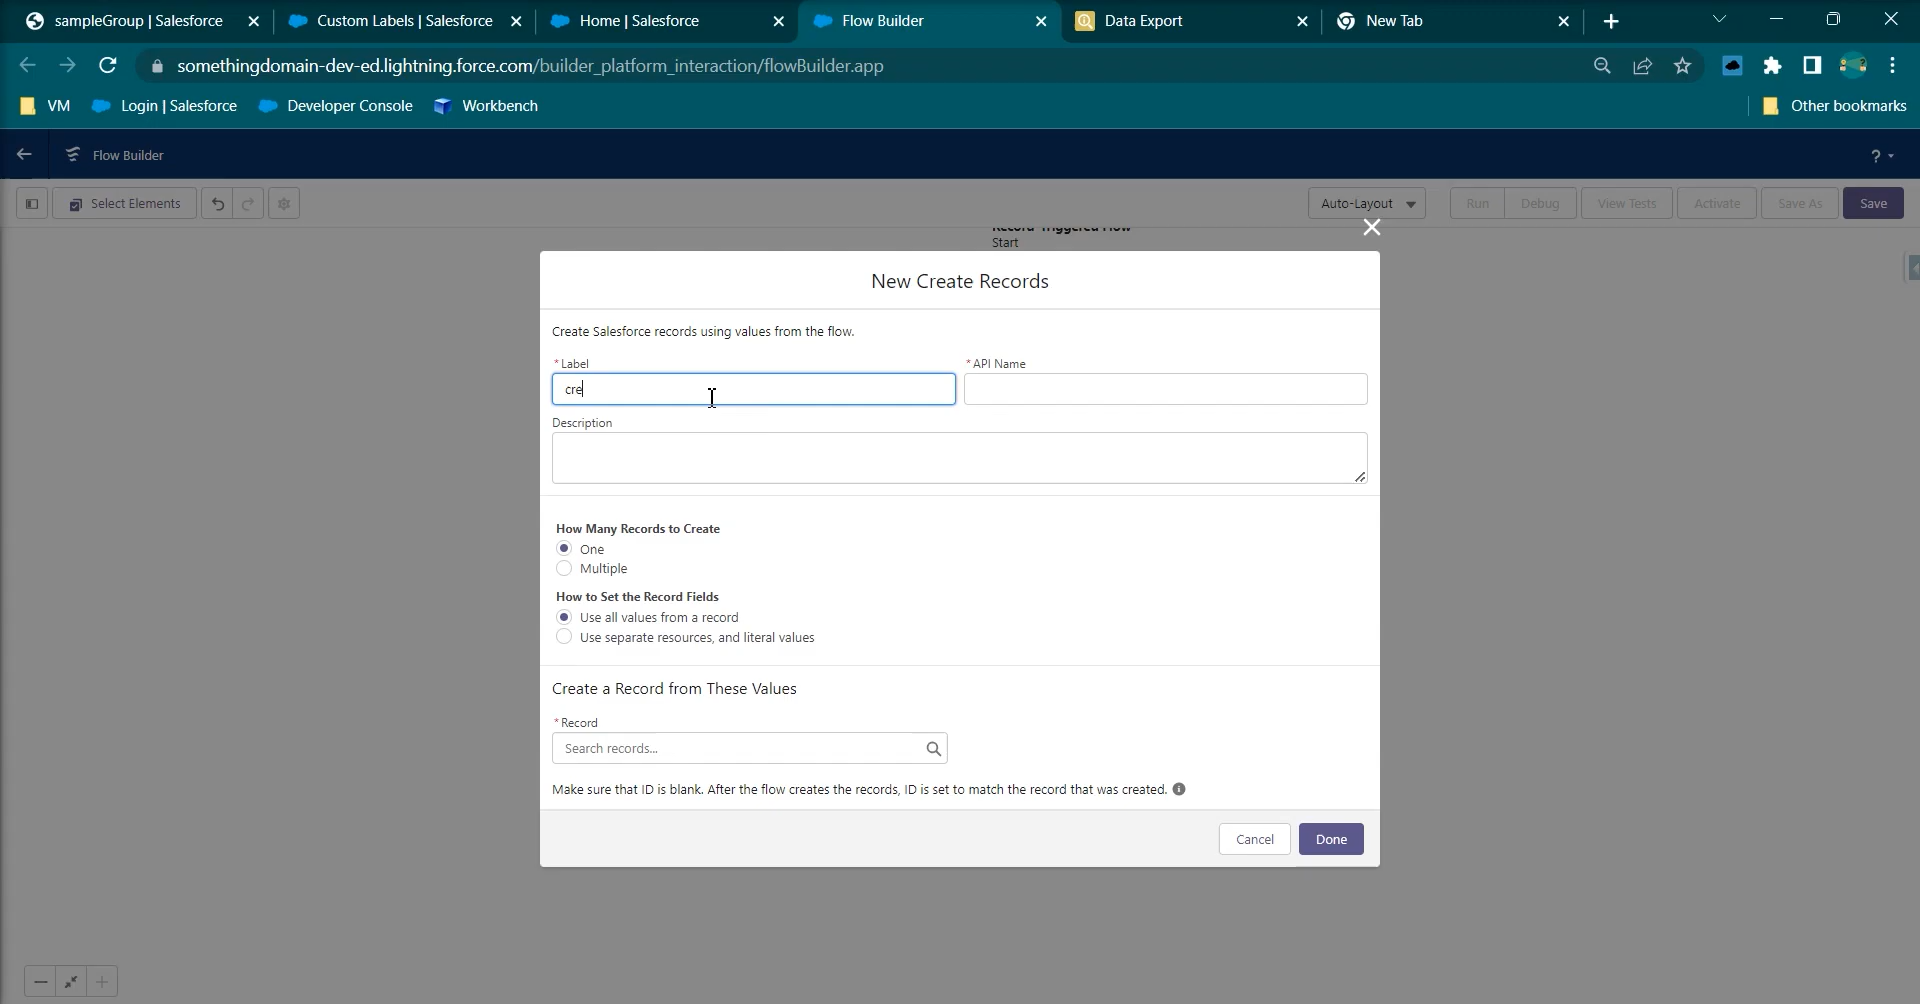 sampleGroup | Salesforce
Custom Labels | Salesforce
Home | Salesforce
Flow Builder
Data Export
New Tab
somethingdomain-dev-ed.lightning.force.com/builder_platform_interaction/flowBuilder.app
VM
Login | Salesforce
Developer Console
Workbench
Other bookmarks
Flow Builder
?
Select Elements
Auto-Layout
Run
Debug
View Tests
Activate
Save As
Save
Record-Triggered Flow
Start
New Create Records
Create Salesforce records using values from the flow.
* Label
* API Name
cre
Description
How Many Records to Create
One
Multiple
How to Set the Record Fields
Use all values from a record
Use separate resources, and literal values
Create a Record from These Values
* Record
Search records...
Make sure that ID is blank. After the flow creates the records, ID is set to match the record that was created.
Cancel
Done